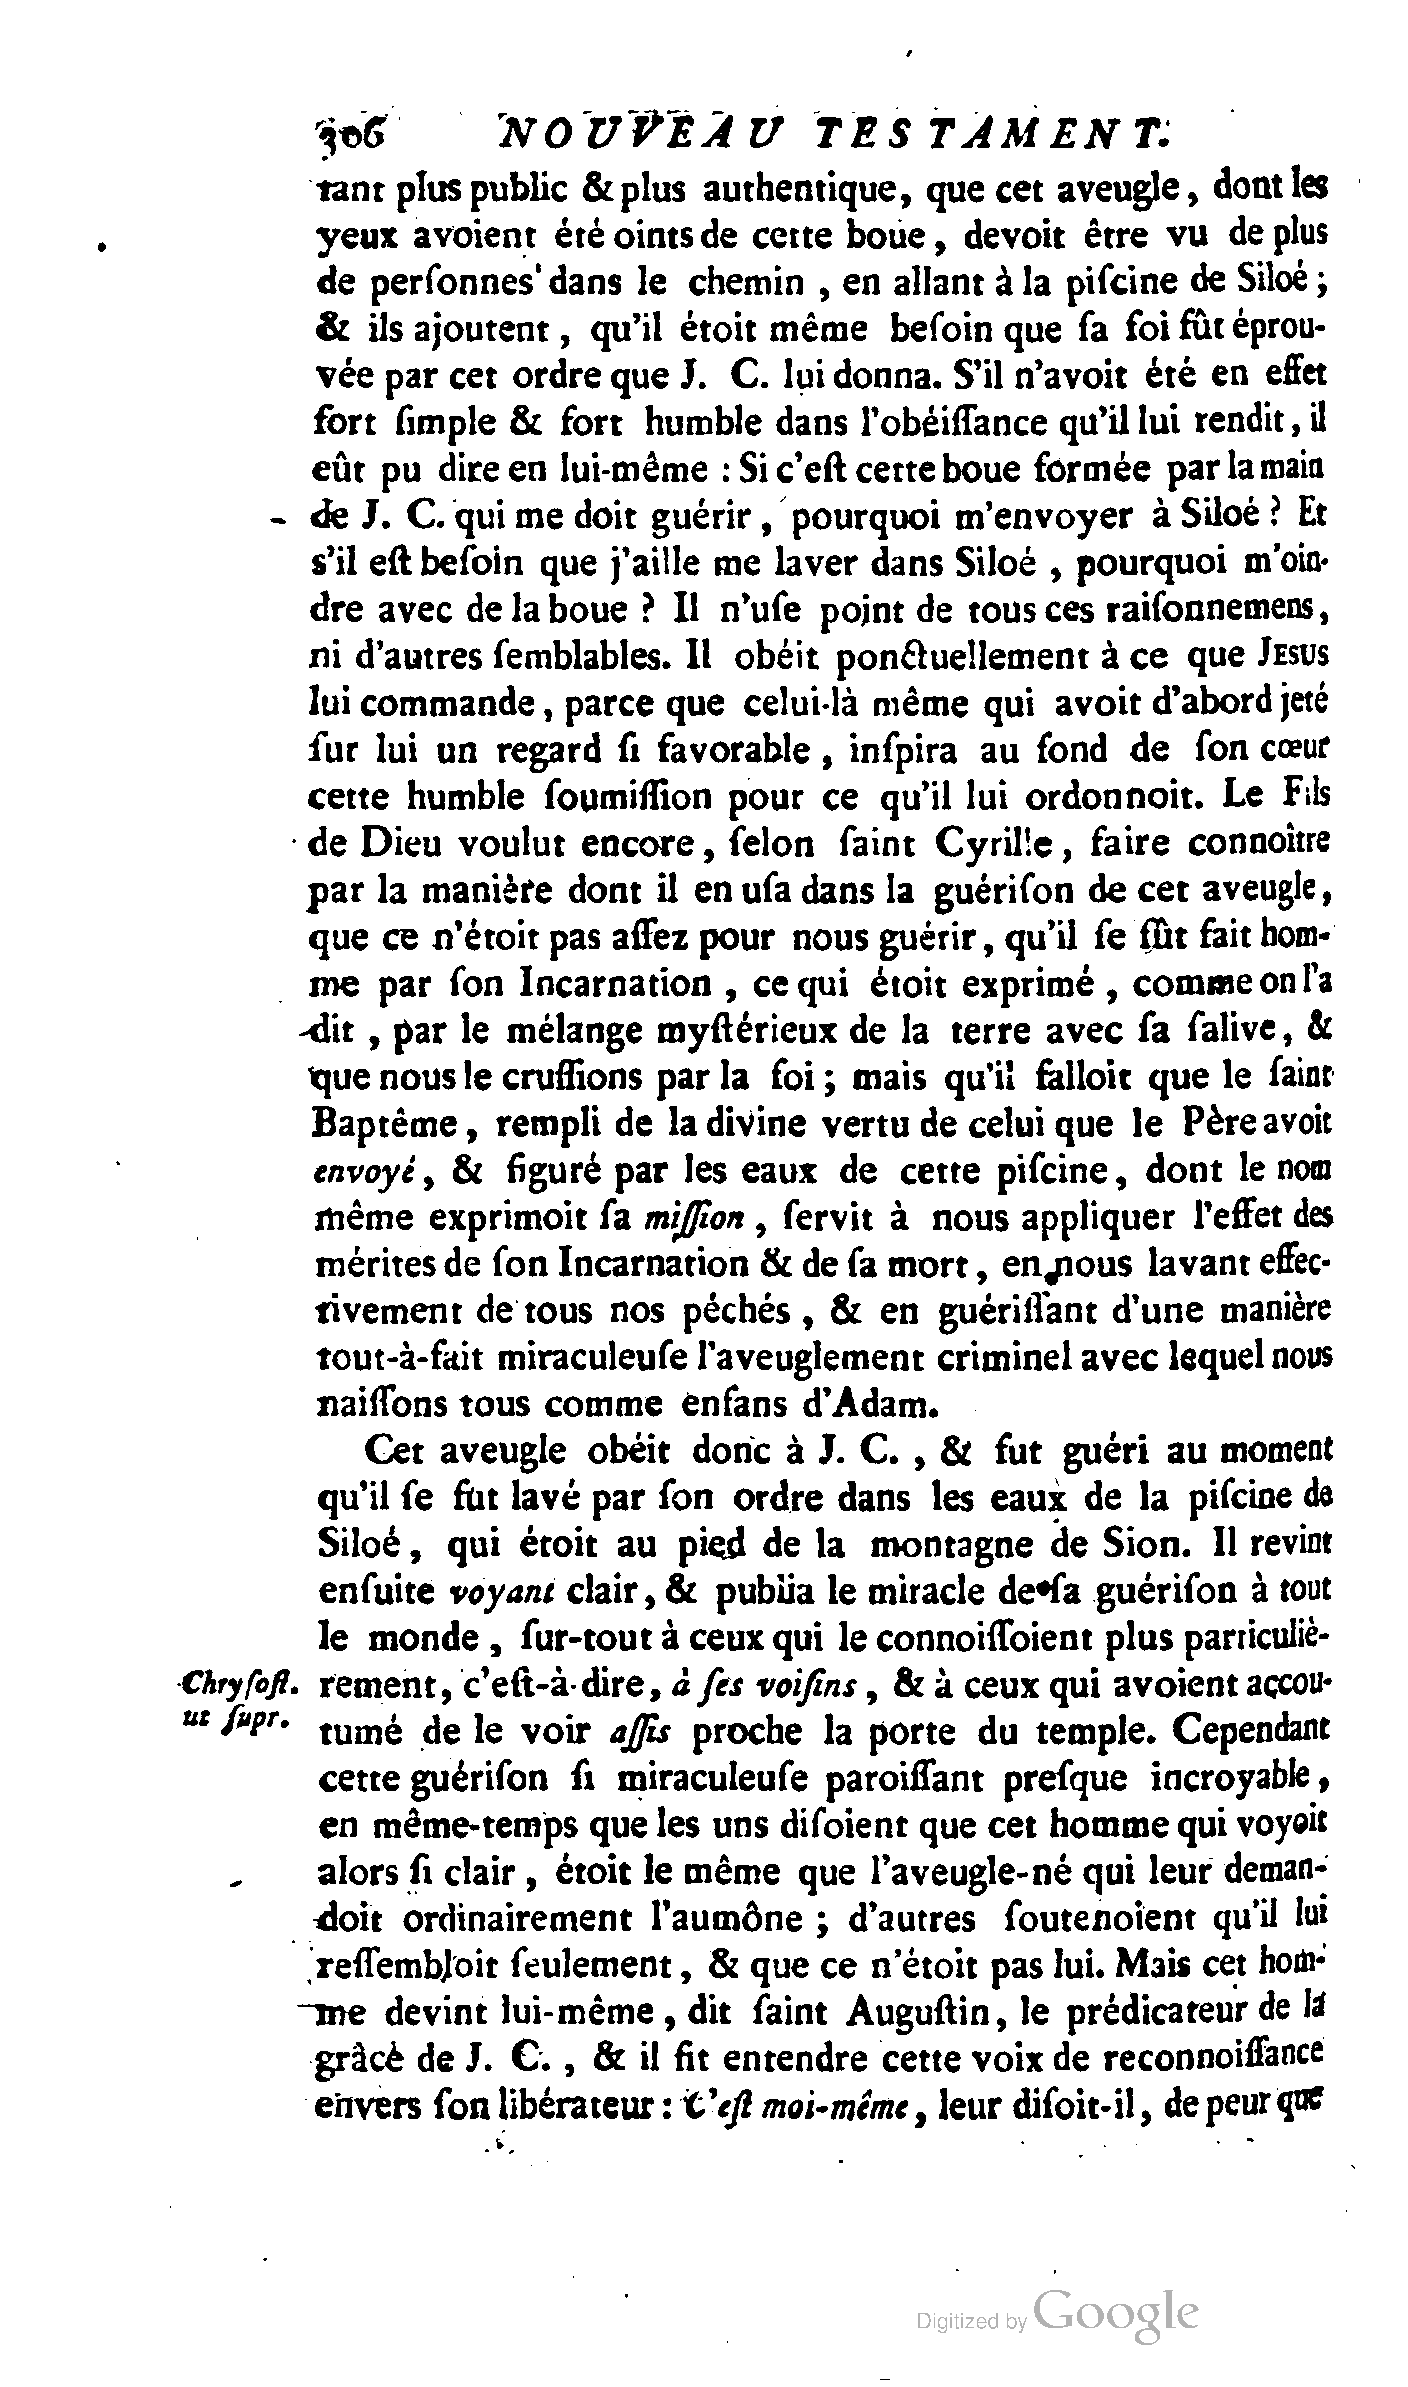 306 NOUVEAU TESTAMENT.
tant plus public & plus authentique, que cet aveugle, dont les
yeux avoient été oints de cette boue, devoit être vu de plus
de perſonnes dans le chemin, en allant à la piſcine de Siloé;
& ils ajoutent, qu'il étoit même beſoin que ſa foi fût éprou-
vée par cet ordre que J. C. lui donna. S'il n'avoit été en effet
fort ſimple & fort humble dans l'obéiſſance qu'il lui rendit, il
eût pu dire en lui-même : Si c'eſt cette boue formée par la main
de J. C. qui me doit guérir, pourquoi m'envoyer à Siloé ? Et
s'il eſt beſoin que j'aille me laver dans Siloé, pourquoi m'oin-
dre avec de la boue ? Il n'uſe point de tous ces raiſonnemens,
ni d'autres ſemblables. Il obéit ponctuellement à ce que JESUS
lui commande, parce que celui-là même qui avoit d'abord jeté
ſur lui un regard ſi favorable, inſpira au fond de ſon cœur
cette humble ſoumiſſion pour ce qu'il lui ordonnoit. Le Fils
de Dieu voulut encore, ſelon ſaint Cyrille, faire connoître
par la manière dont il en uſa dans la guériſon de cet aveugle,
que ce n'étoit pas aſſez pour nous guérir, qu'il ſe fût fait hom-
me par ſon Incarnation, ce qui étoit exprimé, comme on l'a
dit, par le mélange myſtérieux de la terre avec ſa ſalive, &
que nous le cruſſions par la foi; mais qu'il falloit que le ſaint
Baptême, rempli de la divine vertu de celui que le Père avoit
envoyé, & figuré par les eaux de cette piſcine, dont le nom
même exprimoit ſa miſſion, ſervit à nous appliquer l'effet des
mérites de ſon Incarnation & de ſa mort, en nous lavant effec-
tivement de tous nos péchés, & en guériſſant d'une manière
tout-à-fait miraculeuſe l'aveuglement criminel avec lequel nous
naiſſons tous comme enfans d'Adam.
Cet aveugle obéit donc à J. C., & fut guéri au moment
qu'il ſe fut lavé par ſon ordre dans les eaux de la piſcine de
Siloé, qui étoit au pied de la montagne de Sion. Il revint
enſuite voyant clair, & publia le miracle de ſa guériſon à tout
le monde, ſur-tout à ceux qui le connoiſſoient plus particuliè-
Chryſoſt. rement, c'eſt-à-dire, à ſes voiſins, & à ceux qui avoient accou-
ut ſupr. tumé de le voir aſſis proche la porte du temple. Cependant
cette guériſon ſi miraculeuſe paroiſſant preſque incroyable,
en même-temps que les uns diſoient que cet homme qui voyoit
alors ſi clair, étoit le même que l'aveugle-né qui leur deman-
doit ordinairement l'aumône; d'autres ſoutenoient qu'il lui
reſſembloit ſeulement, & que ce n'étoit pas lui. Mais cet hom-
me devint lui-même, dit ſaint Auguſtin, le prédicateur de la
grâce de J. C., & il fit entendre cette voix de reconnoiſſance
envers ſon libérateur : C'eſt moi-même, leur diſoit-il, de peur que
Digitized by Google